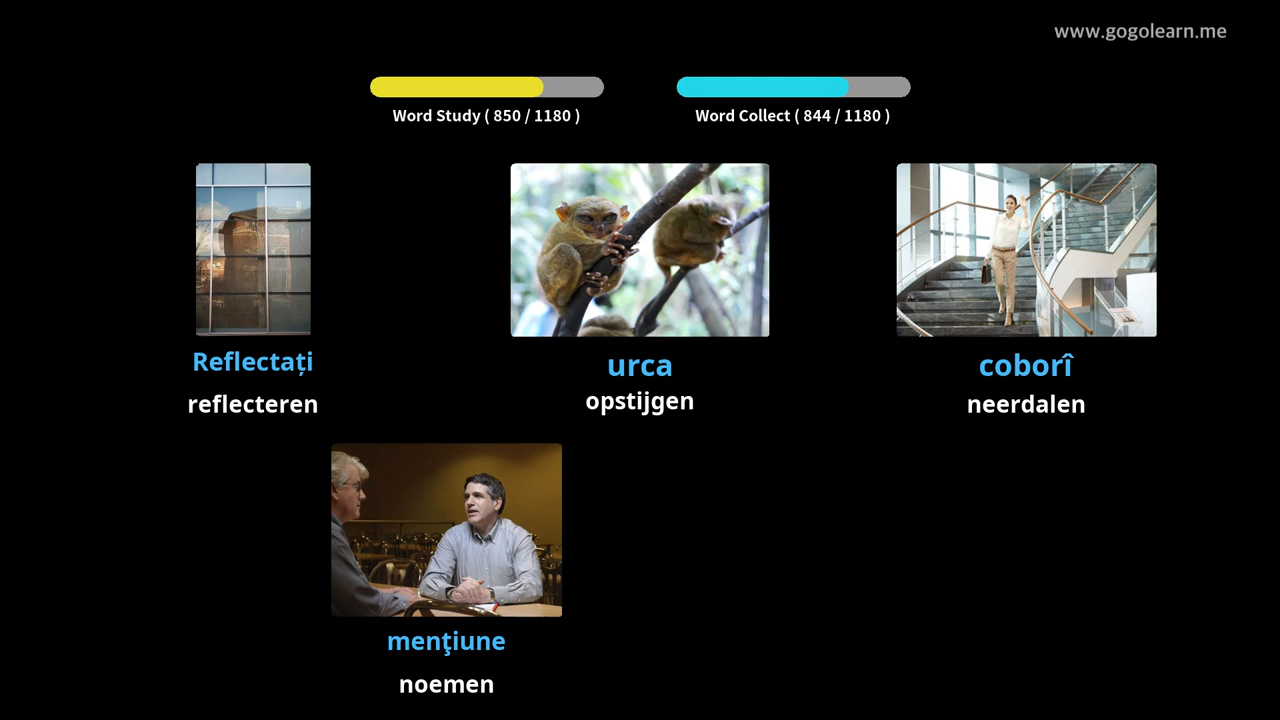 www.gogolearn.me
Word Study ( 850 / 1180 )
Word Collect ( 844 / 1180 )
Reflectați
reflecteren
urca
opstijgen
coborî
neerdalen
menţiune
noemen